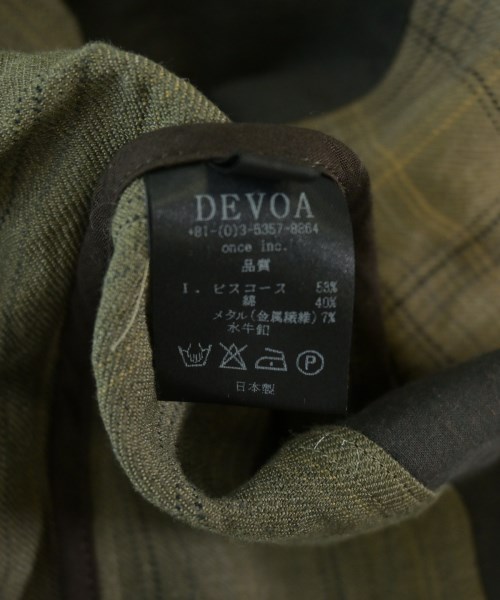 DEVOA
+81-(0)3-5357-8864
once inc.
品質
I. ビスコース 53%
綿 40%
メタル(金属繊維) 7%
水牛釦
P
日本製